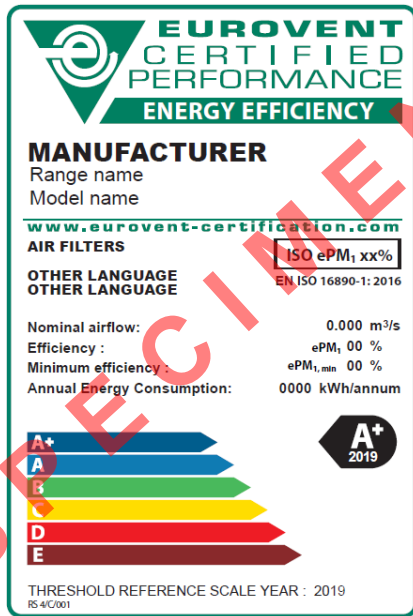 EUROVENT
CERTIFIED
PERFORMANCE
ENERGY EFFICIENCY
MANUFACTURER
Range name
Model name
www.eurovent-certification.com
AIR FILTERS
ISO ePM₁ xx%
EN ISO 16890-1: 2016
OTHER LANGUAGE
OTHER LANGUAGE
Nominal airflow: 0.000 m³/s
Efficiency : ePM₁ 00 %
Minimum efficiency : ePM₁,min 00 %
Annual Energy Consumption: 0000 kWh/annum
A+
A
B
C
D
E
A+
2019
THRESHOLD REFERENCE SCALE YEAR : 2019
RS 4/C/001
SPECIMEN